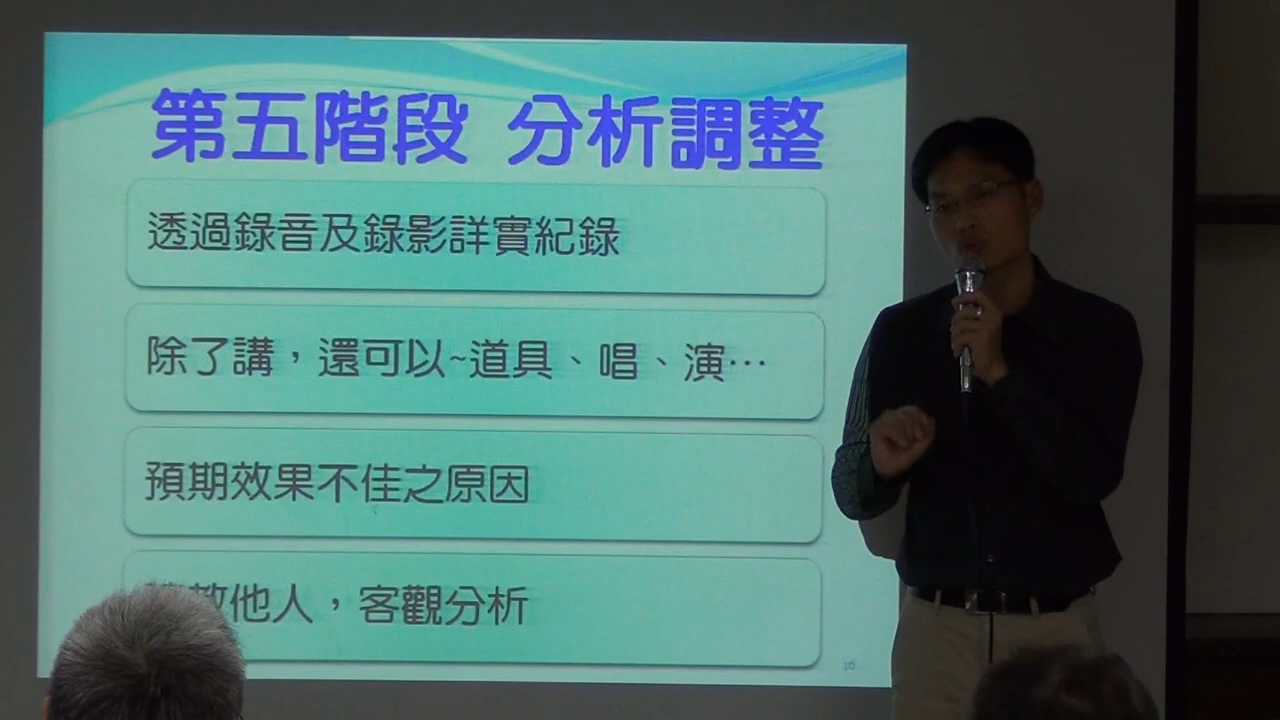 第五階段 分析調整
透過錄音及錄影詳實紀錄
除了講，還可以~道具、唱、演…
預期效果不佳之原因
教他人，客觀分析
16